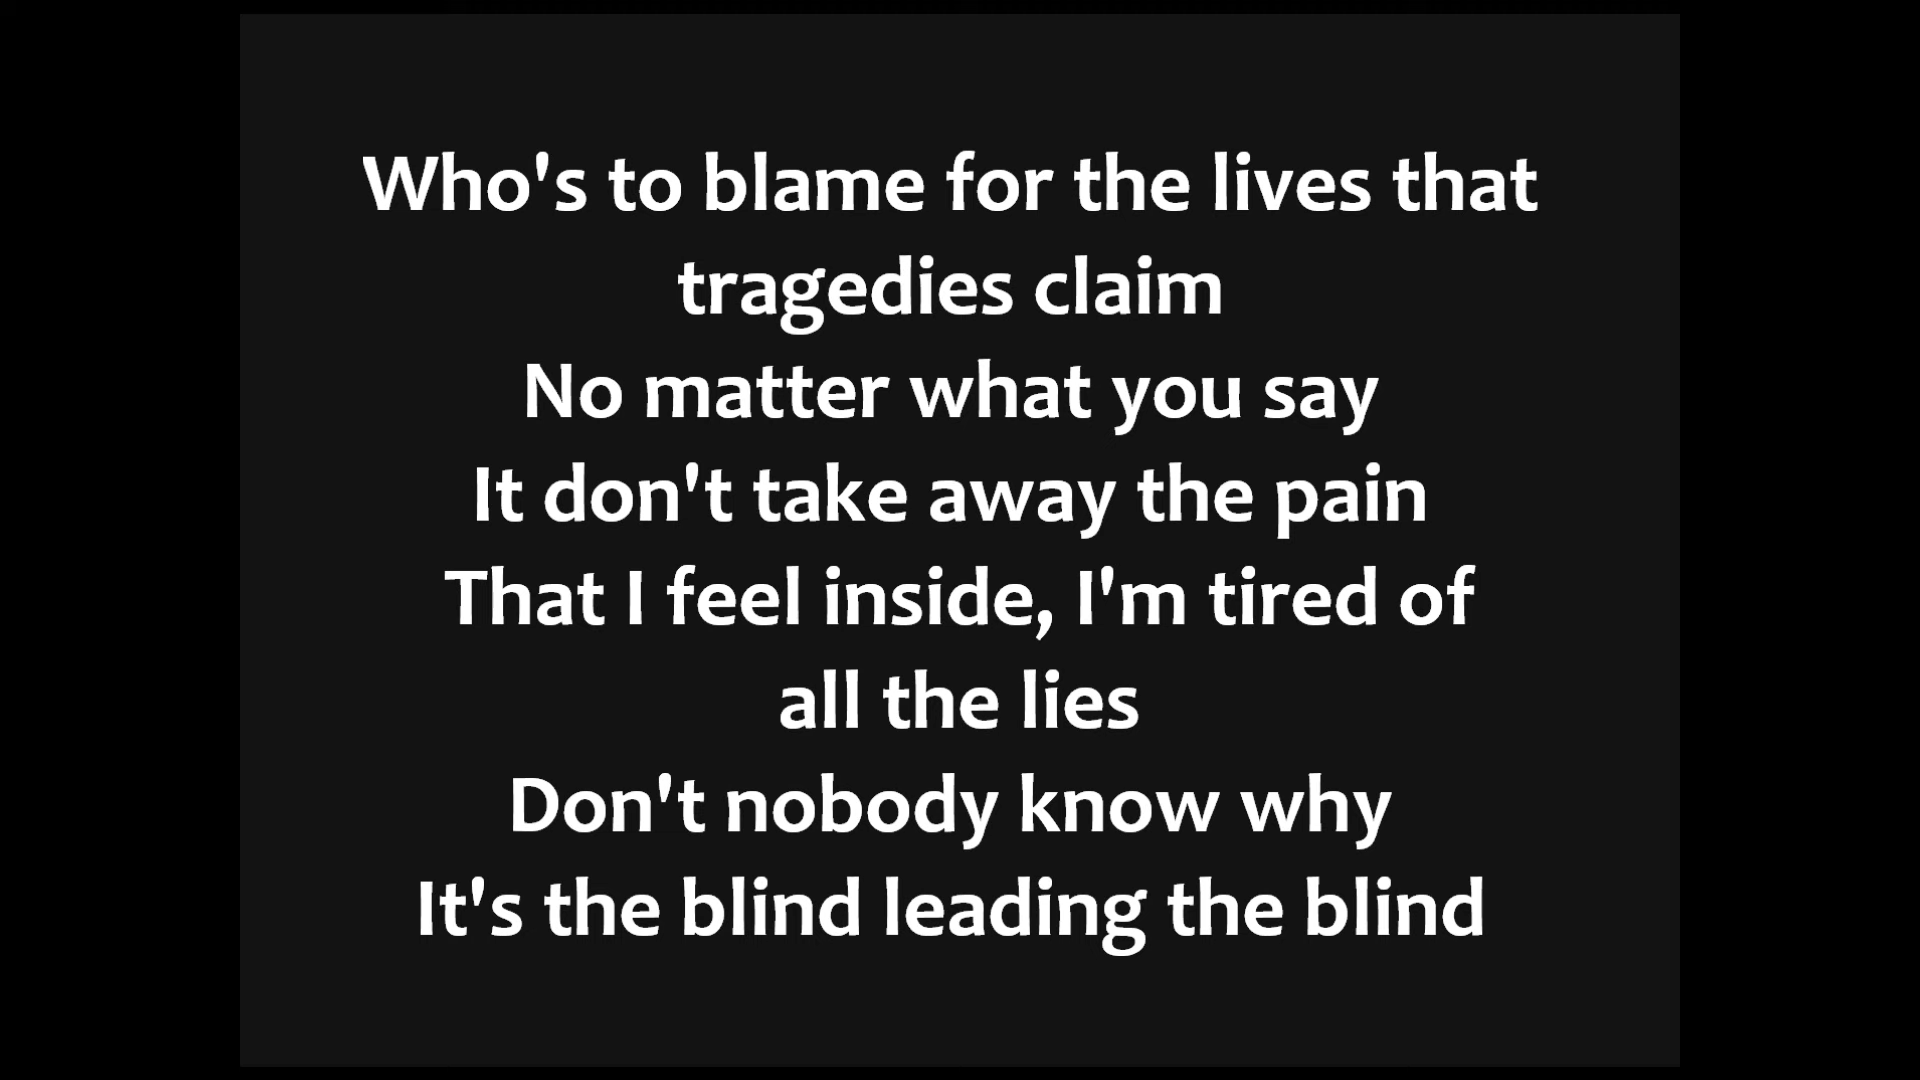 Who's to blame for the lives that
tragedies claim
No matter what you say
It don't take away the pain
That I feel inside, I'm tired of
all the lies
Don't nobody know why
It's the blind leading the blind